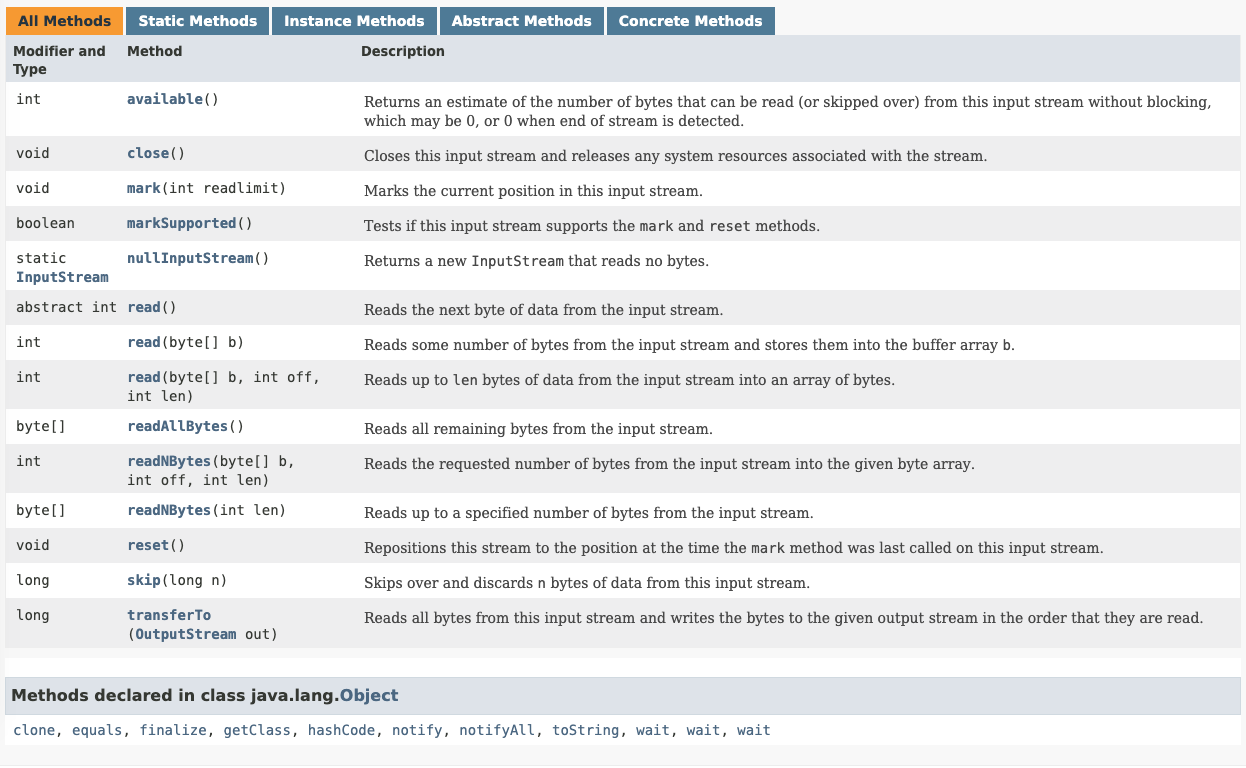 All Methods Static Methods Instance Methods Abstract Methods Concrete Methods
Modifier and Type Method Description
int available() Returns an estimate of the number of bytes that can be read (or skipped over) from this input stream without blocking,
which may be 0, or 0 when end of stream is detected.
void close() Closes this input stream and releases any system resources associated with the stream.
void mark(int readlimit) Marks the current position in this input stream.
boolean markSupported() Tests if this input stream supports the mark and reset methods.
static InputStream nullInputStream() Returns a new InputStream that reads no bytes.
abstract int read() Reads the next byte of data from the input stream.
int read(byte[] b) Reads some number of bytes from the input stream and stores them into the buffer array b.
int read(byte[] b, int off, int len) Reads up to len bytes of data from the input stream into an array of bytes.
byte[] readAllBytes() Reads all remaining bytes from the input stream.
int readNBytes(byte[] b, int off, int len) Reads the requested number of bytes from the input stream into the given byte array.
byte[] readNBytes(int len) Reads up to a specified number of bytes from the input stream.
void reset() Repositions this stream to the position at the time the mark method was last called on this input stream.
long skip(long n) Skips over and discards n bytes of data from this input stream.
long transferTo (OutputStream out) Reads all bytes from this input stream and writes the bytes to the given output stream in the order that they are read.
Methods declared in class java.lang.Object
clone, equals, finalize, getClass, hashCode, notify, notifyAll, toString, wait, wait, wait